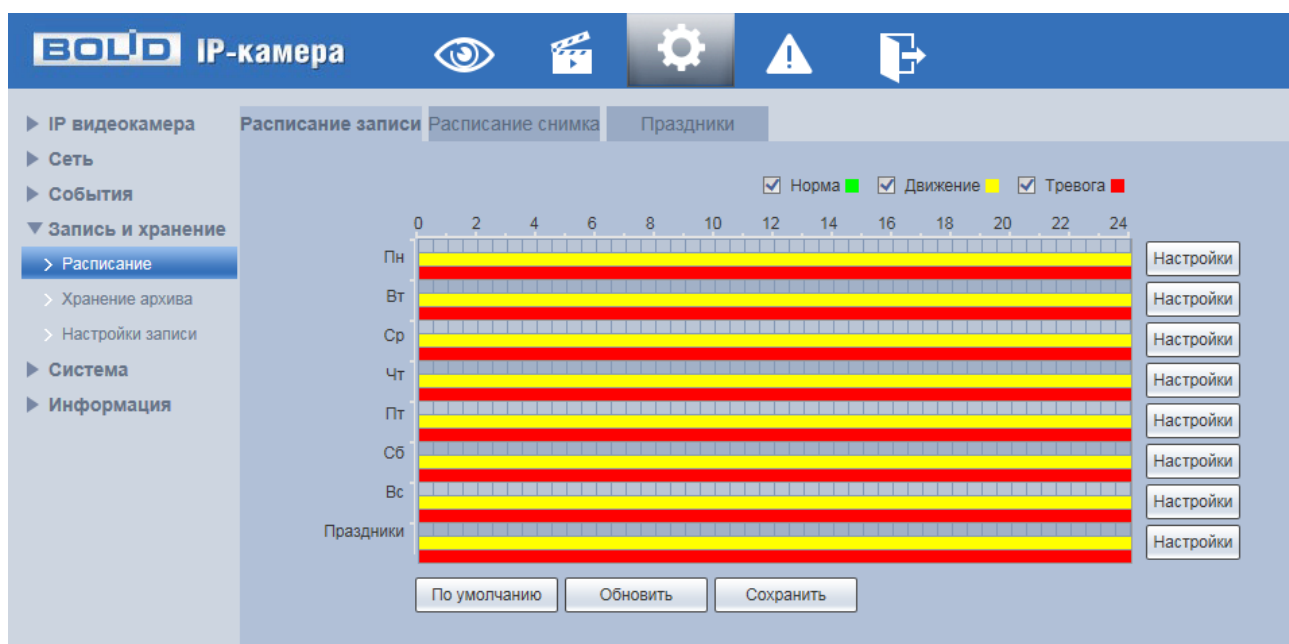 BOLID IP-камера
IP видеокамера
Сеть
События
Запись и хранение
Расписание
Хранение архива
Настройки записи
Система
Информация
Расписание записи Расписание снимка Праздники
Норма Движение Тревога
0 2 4 6 8 10 12 14 16 18 20 22 24
Пн Настройки
Вт Настройки
Ср Настройки
Чт Настройки
Пт Настройки
Сб Настройки
Вс Настройки
Праздники Настройки
По умолчанию Обновить Сохранить